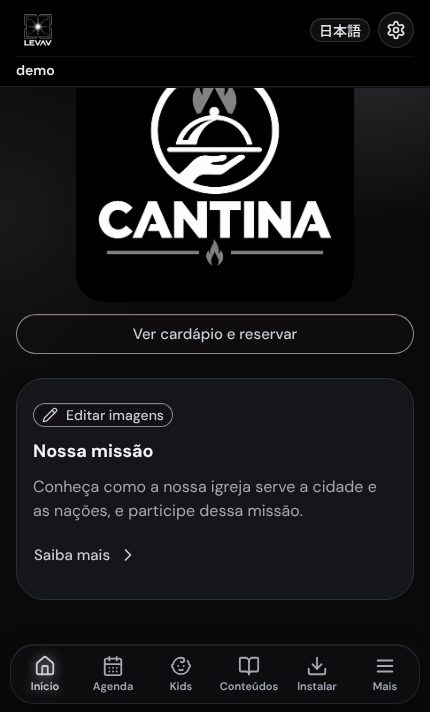 LEVAV
日本語
demo
CANTINA
Ver cardápio e reservar
Editar imagens
Nossa missão
Conheça como a nossa igreja serve a cidade e
as nações, e participe dessa missão.
Saiba mais
Início
Agenda
Kids
Conteúdos
Instalar
Mais